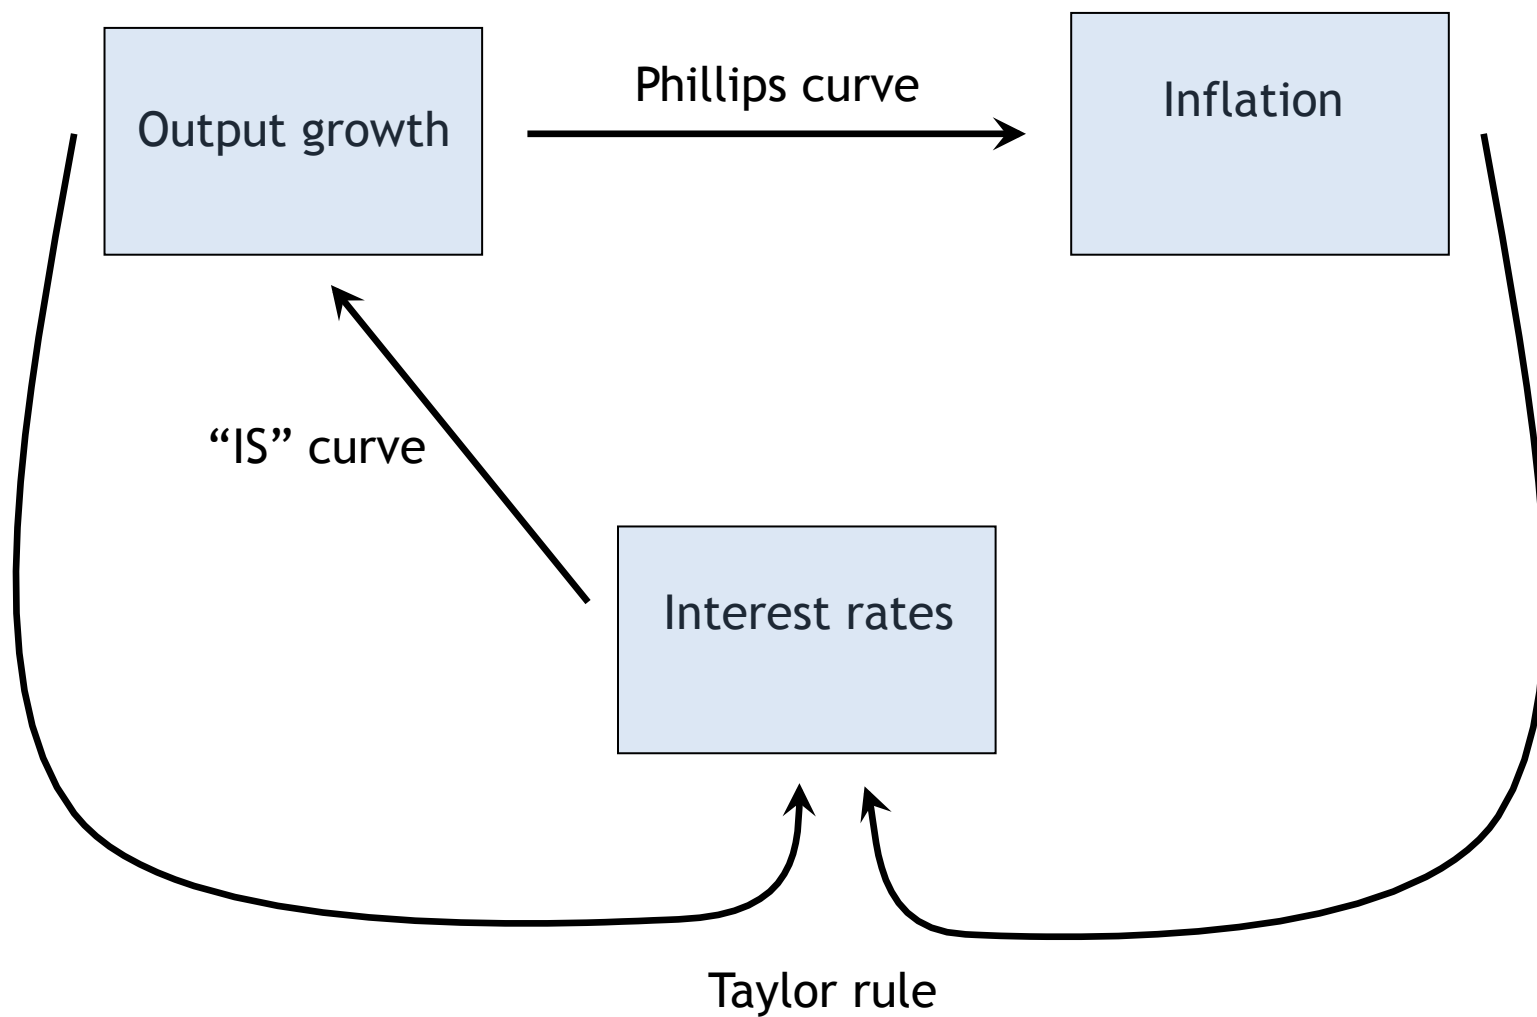 Output growth
Phillips curve
Inflation
“IS” curve
Interest rates
Taylor rule